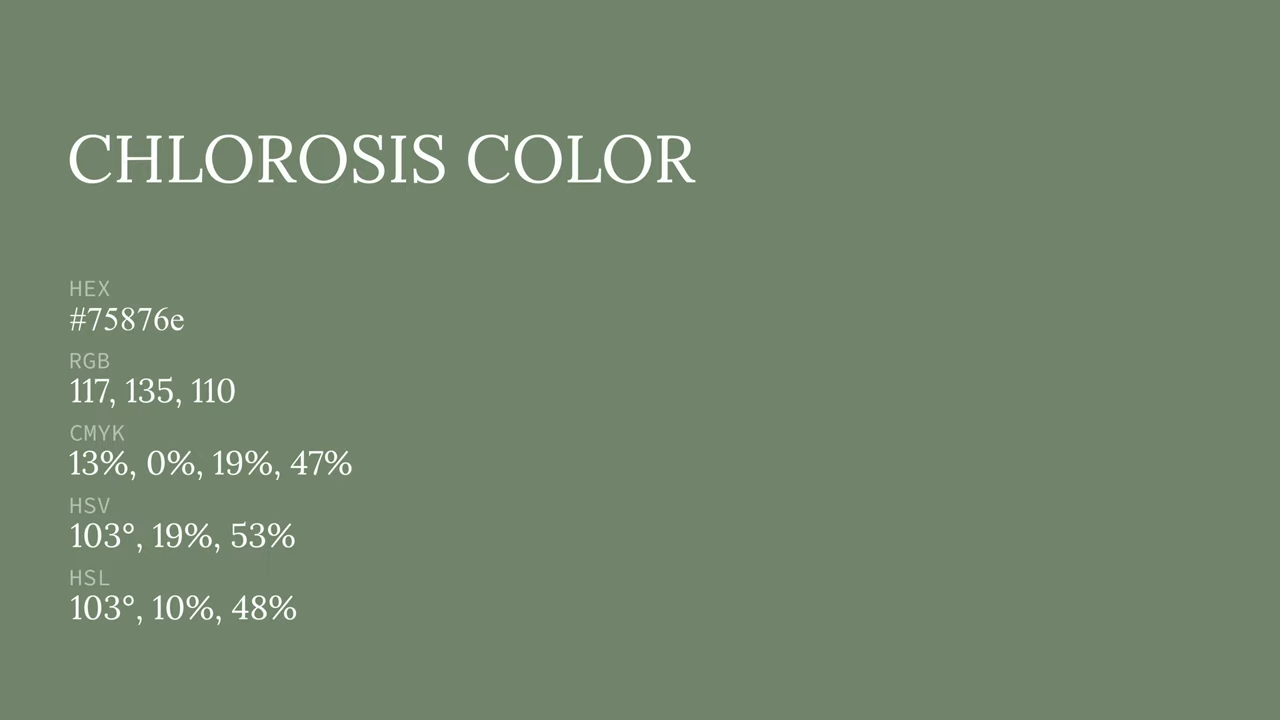 CHLOROSIS COLOR
HEX
#75876e
RGB
117, 135, 110
CMYK
13%, 0%, 19%, 47%
HSV
103°, 19%, 53%
HSL
103°, 10%, 48%